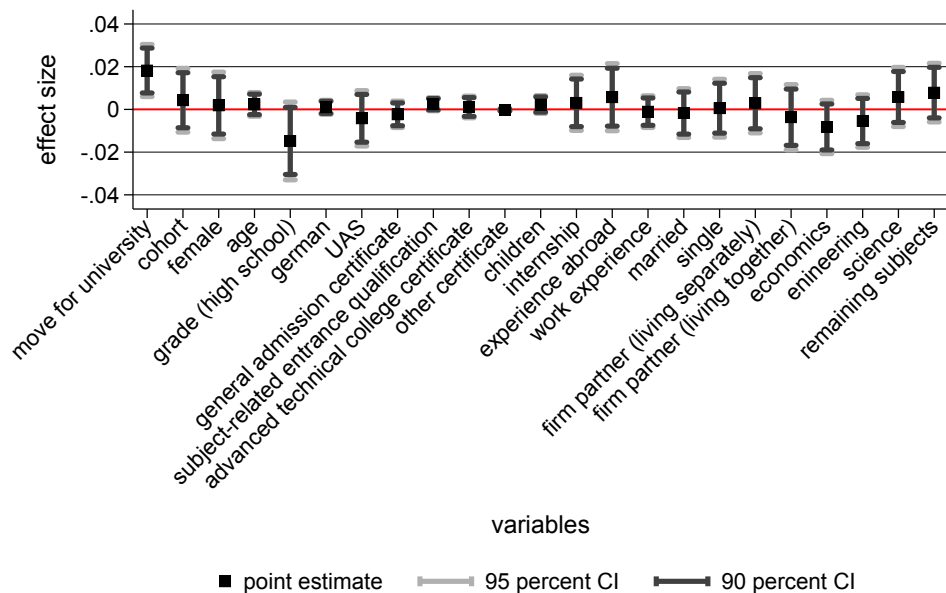 effect size
.04
.02
0
-.02
-.04
move for university
cohort
female
age
grade (high school)
german
UAS
general admission certificate
subject-related entrance qualification
advanced technical college certificate
other certificate
children
internship
experience abroad
work experience
married
single
firm partner (living separately)
firm partner (living together)
economics
enineering
science
remaining subjects
variables
point estimate
95 percent CI
90 percent CI